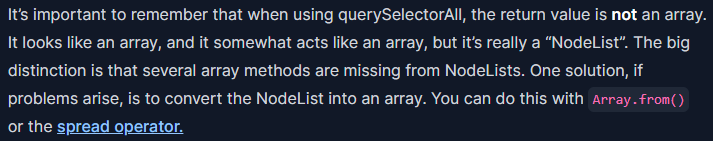 It’s important to remember that when using querySelectorAll, the return value is not an array.
It looks like an array, and it somewhat acts like an array, but it’s really a “NodeList”. The big
distinction is that several array methods are missing from NodeLists. One solution, if
problems arise, is to convert the NodeList into an array. You can do this with Array.from()
or the spread operator.